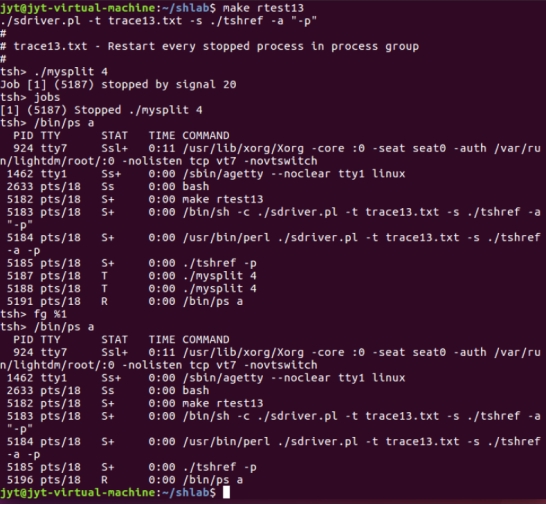 jyt@jyt-virtual-machine:~/shlab$ make rtest13
./sdriver.pl -t trace13.txt -s ./tshref -a "-p"
#
# trace13.txt - Restart every stopped process in process group
#
tsh> ./mysplit 4
Job [1] (5187) stopped by signal 20
tsh> jobs
[1] (5187) Stopped ./mysplit 4
tsh> /bin/ps a
  PID TTY      STAT   TIME COMMAND
  924 tty7     Ssl+   0:11 /usr/lib/xorg/Xorg -core :0 -seat seat0 -auth /var/ru
n/lightdm/root/:0 -nolisten tcp vt7 -novtswitch
 1462 tty1     Ss+    0:00 /sbin/agetty --noclear tty1 linux
 2633 pts/18   Ss     0:00 bash
 5182 pts/18   S+     0:00 make rtest13
 5183 pts/18   S+     0:00 /bin/sh -c ./sdriver.pl -t trace13.txt -s ./tshref -a
 "-p"
 5184 pts/18   S+     0:00 /usr/bin/perl ./sdriver.pl -t trace13.txt -s ./tshref
 -a -p
 5185 pts/18   S+     0:00 ./tshref -p
 5187 pts/18   T      0:00 ./mysplit 4
 5188 pts/18   T      0:00 ./mysplit 4
 5191 pts/18   R      0:00 /bin/ps a
tsh> fg %1
tsh> /bin/ps a
  PID TTY      STAT   TIME COMMAND
  924 tty7     Ssl+   0:11 /usr/lib/xorg/Xorg -core :0 -seat seat0 -auth /var/ru
n/lightdm/root/:0 -nolisten tcp vt7 -novtswitch
 1462 tty1     Ss+    0:00 /sbin/agetty --noclear tty1 linux
 2633 pts/18   Ss     0:00 bash
 5182 pts/18   S+     0:00 make rtest13
 5183 pts/18   S+     0:00 /bin/sh -c ./sdriver.pl -t trace13.txt -s ./tshref -a
 "-p"
 5184 pts/18   S+     0:00 /usr/bin/perl ./sdriver.pl -t trace13.txt -s ./tshref
 -a -p
 5185 pts/18   S+     0:00 ./tshref -p
 5196 pts/18   R      0:00 /bin/ps a
jyt@jyt-virtual-machine:~/shlab$